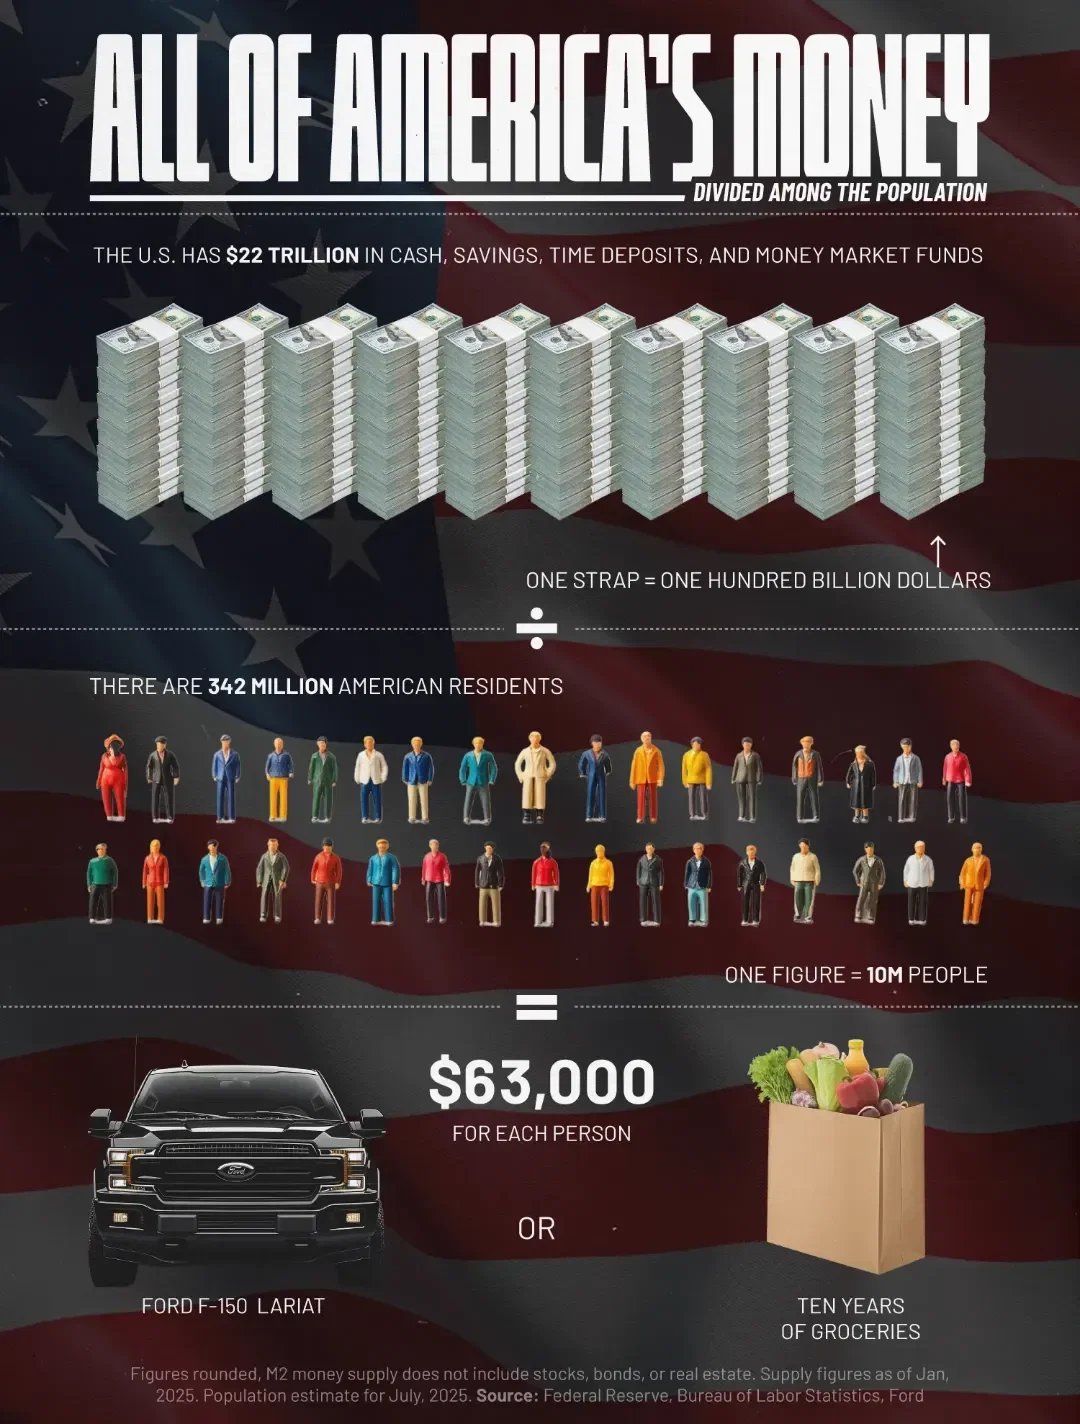 ALL OF AMERICA'S MONEY
DIVIDED AMONG THE POPULATION
THE U.S. HAS $22 TRILLION IN CASH, SAVINGS, TIME DEPOSITS, AND MONEY MARKET FUNDS
ONE STRAP = ONE HUNDRED BILLION DOLLARS
÷
THERE ARE 342 MILLION AMERICAN RESIDENTS
ONE FIGURE = 10M PEOPLE
=
$63,000
FOR EACH PERSON
Ford
OR
FORD F-150 LARIAT
TEN YEARS
OF GROCERIES
Figures rounded, M2 money supply does not include stocks, bonds, or real estate. Supply figures as of Jan,
2025. Population estimate for July, 2025. Source: Federal Reserve, Bureau of Labor Statistics, Ford